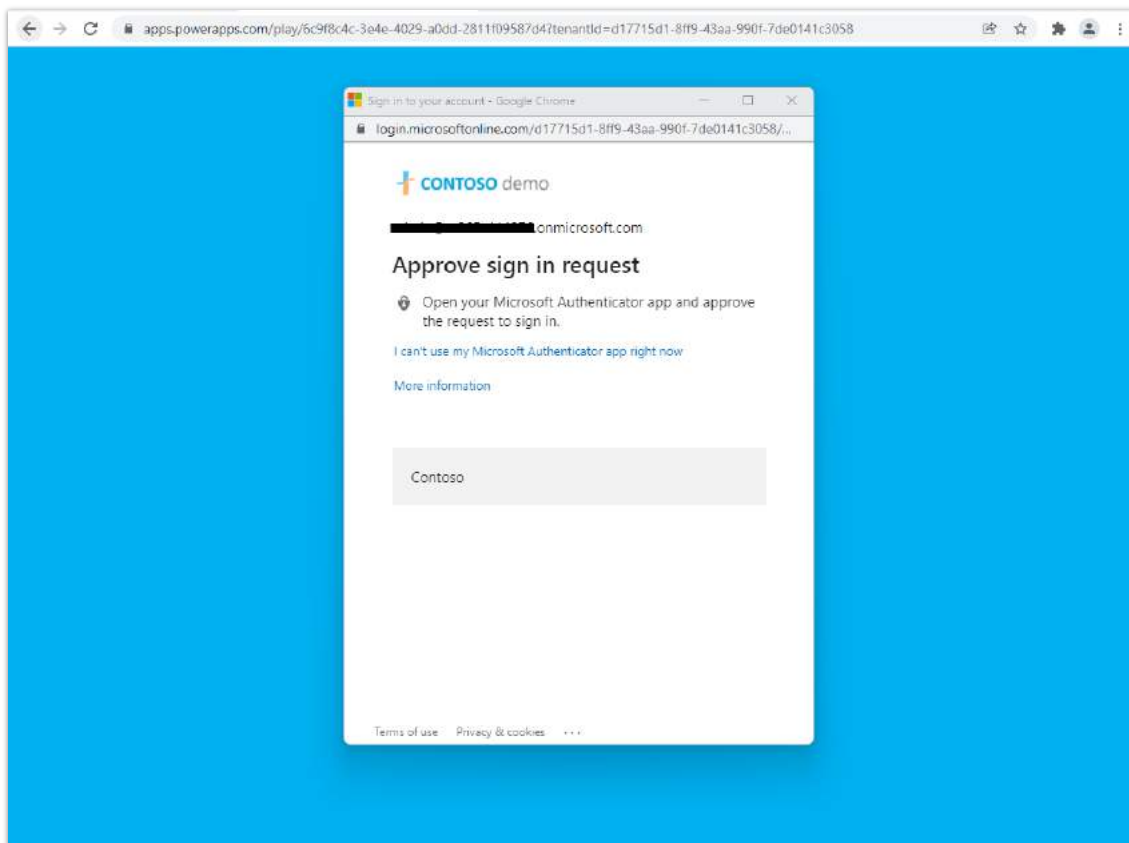 apps.powerapps.com/play/6c9f8c4c-3e4e-4029-a0dd-2811f09587d4?tenantId=d17715d1-8ff9-43aa-990f-7de0141c3058
Sign in to your account - Google Chrome
login.microsoftonline.com/d17715d1-8ff9-43aa-990f-7de0141c3058/...
CONTOSO demo
.onmicrosoft.com
Approve sign in request
Open your Microsoft Authenticator app and approve
the request to sign in.
I can't use my Microsoft Authenticator app right now
More information
Contoso
Terms of use Privacy & cookies ...